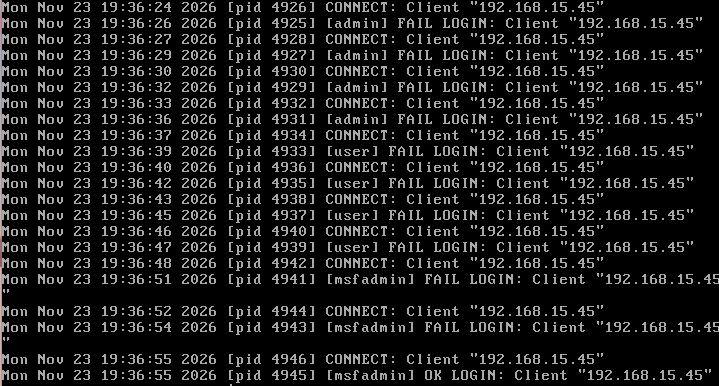 Mon Nov 23 19:36:24 2026 [pid 4926] CONNECT: Client "192.168.15.45"
Mon Nov 23 19:36:26 2026 [pid 4925] [admin] FAIL LOGIN: Client "192.168.15.45"
Mon Nov 23 19:36:27 2026 [pid 4928] CONNECT: Client "192.168.15.45"
Mon Nov 23 19:36:29 2026 [pid 4927] [admin] FAIL LOGIN: Client "192.168.15.45"
Mon Nov 23 19:36:30 2026 [pid 4930] CONNECT: Client "192.168.15.45"
Mon Nov 23 19:36:32 2026 [pid 4929] [admin] FAIL LOGIN: Client "192.168.15.45"
Mon Nov 23 19:36:33 2026 [pid 4932] CONNECT: Client "192.168.15.45"
Mon Nov 23 19:36:36 2026 [pid 4931] [admin] FAIL LOGIN: Client "192.168.15.45"
Mon Nov 23 19:36:37 2026 [pid 4934] CONNECT: Client "192.168.15.45"
Mon Nov 23 19:36:39 2026 [pid 4933] [user] FAIL LOGIN: Client "192.168.15.45"
Mon Nov 23 19:36:40 2026 [pid 4936] CONNECT: Client "192.168.15.45"
Mon Nov 23 19:36:42 2026 [pid 4935] [user] FAIL LOGIN: Client "192.168.15.45"
Mon Nov 23 19:36:43 2026 [pid 4938] CONNECT: Client "192.168.15.45"
Mon Nov 23 19:36:45 2026 [pid 4937] [user] FAIL LOGIN: Client "192.168.15.45"
Mon Nov 23 19:36:46 2026 [pid 4940] CONNECT: Client "192.168.15.45"
Mon Nov 23 19:36:47 2026 [pid 4939] [user] FAIL LOGIN: Client "192.168.15.45"
Mon Nov 23 19:36:48 2026 [pid 4942] CONNECT: Client "192.168.15.45"
Mon Nov 23 19:36:51 2026 [pid 4941] [msfadmin] FAIL LOGIN: Client "192.168.15.45
"
Mon Nov 23 19:36:52 2026 [pid 4944] CONNECT: Client "192.168.15.45"
Mon Nov 23 19:36:54 2026 [pid 4943] [msfadmin] FAIL LOGIN: Client "192.168.15.45
"
Mon Nov 23 19:36:55 2026 [pid 4946] CONNECT: Client "192.168.15.45"
Mon Nov 23 19:36:55 2026 [pid 4945] [msfadmin] OK LOGIN: Client "192.168.15.45"